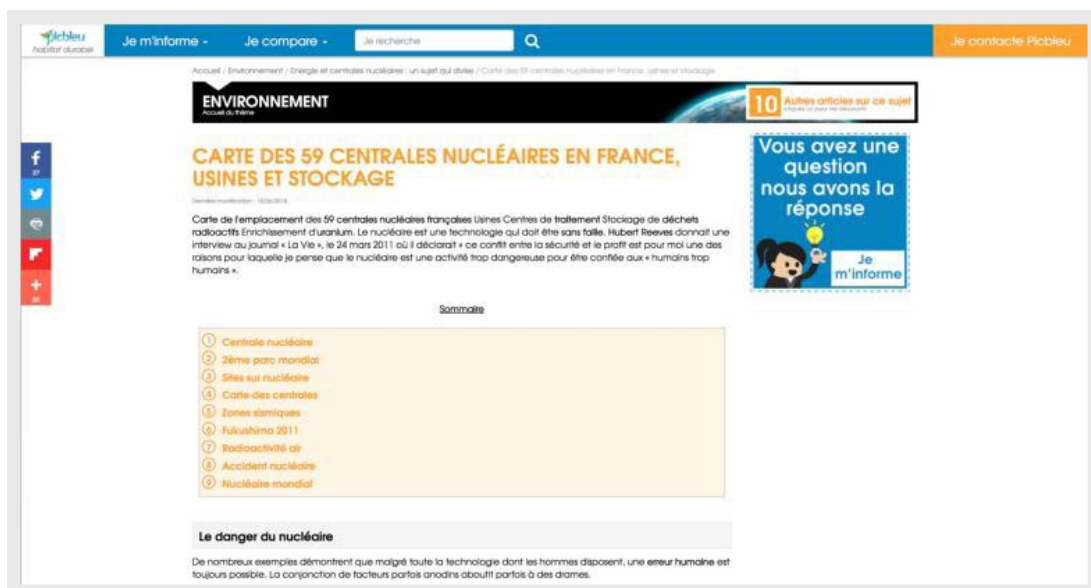 Picbleu
habitat durable
Je m'informe -
Je compare -
Je recherche
Je contacte Picbleu
Accueil / Environnement / Energie et centrales nucléaires : un sujet qui divise / Carte des 59 centrales nucléaires en France, usines et stockage
ENVIRONNEMENT
Accueil du thème
10
Autres articles sur ce sujet
cliquez ici pour les découvrir
f
27
CARTE DES 59 CENTRALES NUCLÉAIRES EN FRANCE,
USINES ET STOCKAGE
Dernière modification :
Carte de l'emplacement des 59 centrales nucléaires françaises Usines Centres de traitement Stockage de déchets
radioactifs Enrichissement d'uranium. Le nucléaire est une technologie qui doit être sans faille. Hubert Reeves donnait une
interview au journal « La Vie », le 24 mars 2011 où il déclarait « ce conflit entre la sécurité et le profit est pour moi une des
raisons pour laquelle je pense que le nucléaire est une activité trop dangereuse pour être confiée aux « humains trop
humains ».
Vous avez une
question
nous avons la
réponse
Je
m'informe
Sommaire
1 Centrale nucléaire
2 2ème parc mondial
3 Sites sur nucléaire
4 Carte des centrales
5 Zones sismiques
6 Fukushima 2011
7 Radioactivité air
8 Accident nucléaire
9 Nucléaire mondial
Le danger du nucléaire
De nombreux exemples démontrent que malgré toute la technologie dont les hommes disposent, une erreur humaine est
toujours possible. La conjonction de facteurs parfois anodins aboutit parfois à des drames.